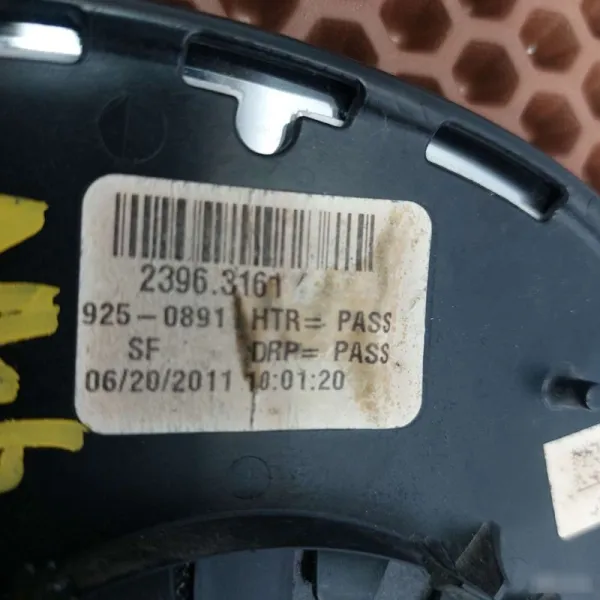 2396.3161
925-0891 HTR= PASS
SF DRP= PASS
06/20/2011 10:01:20